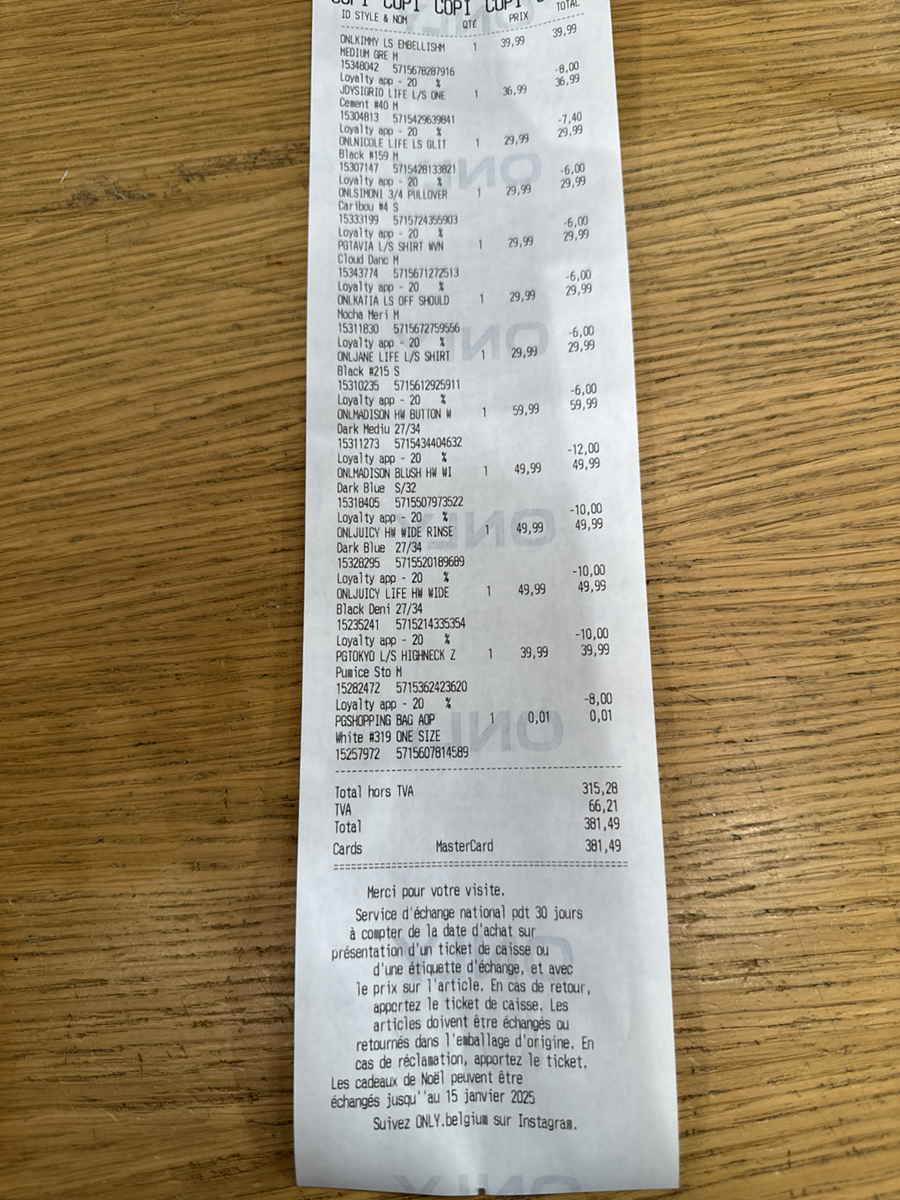 COPI COPI COPI COPI
ID STYLE & NOM QTÉ PRIX TOTAL
ONLKIMMY LS EMBELLISHM 1 39,99 39,99
MEDIUM GRE M
15348042 5715678287916
Loyalty app - 20 % -8,00
JDYSIGRID LIFE L/S ONE 1 36,99 36,99
Cement #40 M
15304813 5715429639841
Loyalty app - 20 % -7,40
ONLNICOLE LIFE LS GLIT 1 29,99 29,99
Black #159 M
15307147 5715428133821
Loyalty app - 20 % -6,00
ONLSIMONI 3/4 PULLOVER 1 29,99 29,99
Caribou #4 S
15333199 5715724355903
Loyalty app - 20 % -6,00
PGTAVIA L/S SHIRT WVN 1 29,99 29,99
Cloud Danc M
15343774 5715671272513
Loyalty app - 20 % -6,00
ONLKATIA LS OFF SHOULD 1 29,99 29,99
Mocha Meri M
15311830 5715672759556
Loyalty app - 20 % -6,00
ONLJANE LIFE L/S SHIRT 1 29,99 29,99
Black #215 S
15310235 5715612925911
Loyalty app - 20 % -6,00
ONLMADISON HW BUTTON W 1 59,99 59,99
Dark Mediu 27/34
15311273 5715434404632
Loyalty app - 20 % -12,00
ONLMADISON BLUSH HW WI 1 49,99 49,99
Dark Blue S/32
15318405 5715507973522
Loyalty app - 20 % -10,00
ONLJUICY HW WIDE RINSE 1 49,99 49,99
Dark Blue 27/34
15328295 5715520189689
Loyalty app - 20 % -10,00
ONLJUICY LIFE HW WIDE 1 49,99 49,99
Black Deni 27/34
15235241 5715214335354
Loyalty app - 20 % -10,00
PGTOKYO L/S HIGHNECK Z 1 39,99 39,99
Pumice Sto M
15282472 5715362423620
Loyalty app - 20 % -8,00
PGSHOPPING BAG AOP 1 0,01 0,01
White #319 ONE SIZE
15257972 5715607814589
Total hors TVA 315,28
TVA 66,21
Total 381,49
Cards MasterCard 381,49
Merci pour votre visite.
Service d'échange national pdt 30 jours
à compter de la date d'achat sur
présentation d'un ticket de caisse ou
d'une étiquette d'échange, et avec
le prix sur l'article. En cas de retour,
apportez le ticket de caisse. Les
articles doivent être échangés ou
retournés dans l'emballage d'origine. En
cas de réclamation, apportez le ticket.
Les cadeaux de Noël peuvent être
échangés jusqu''au 15 janvier 2025
Suivez ONLY.belgium sur Instagram.